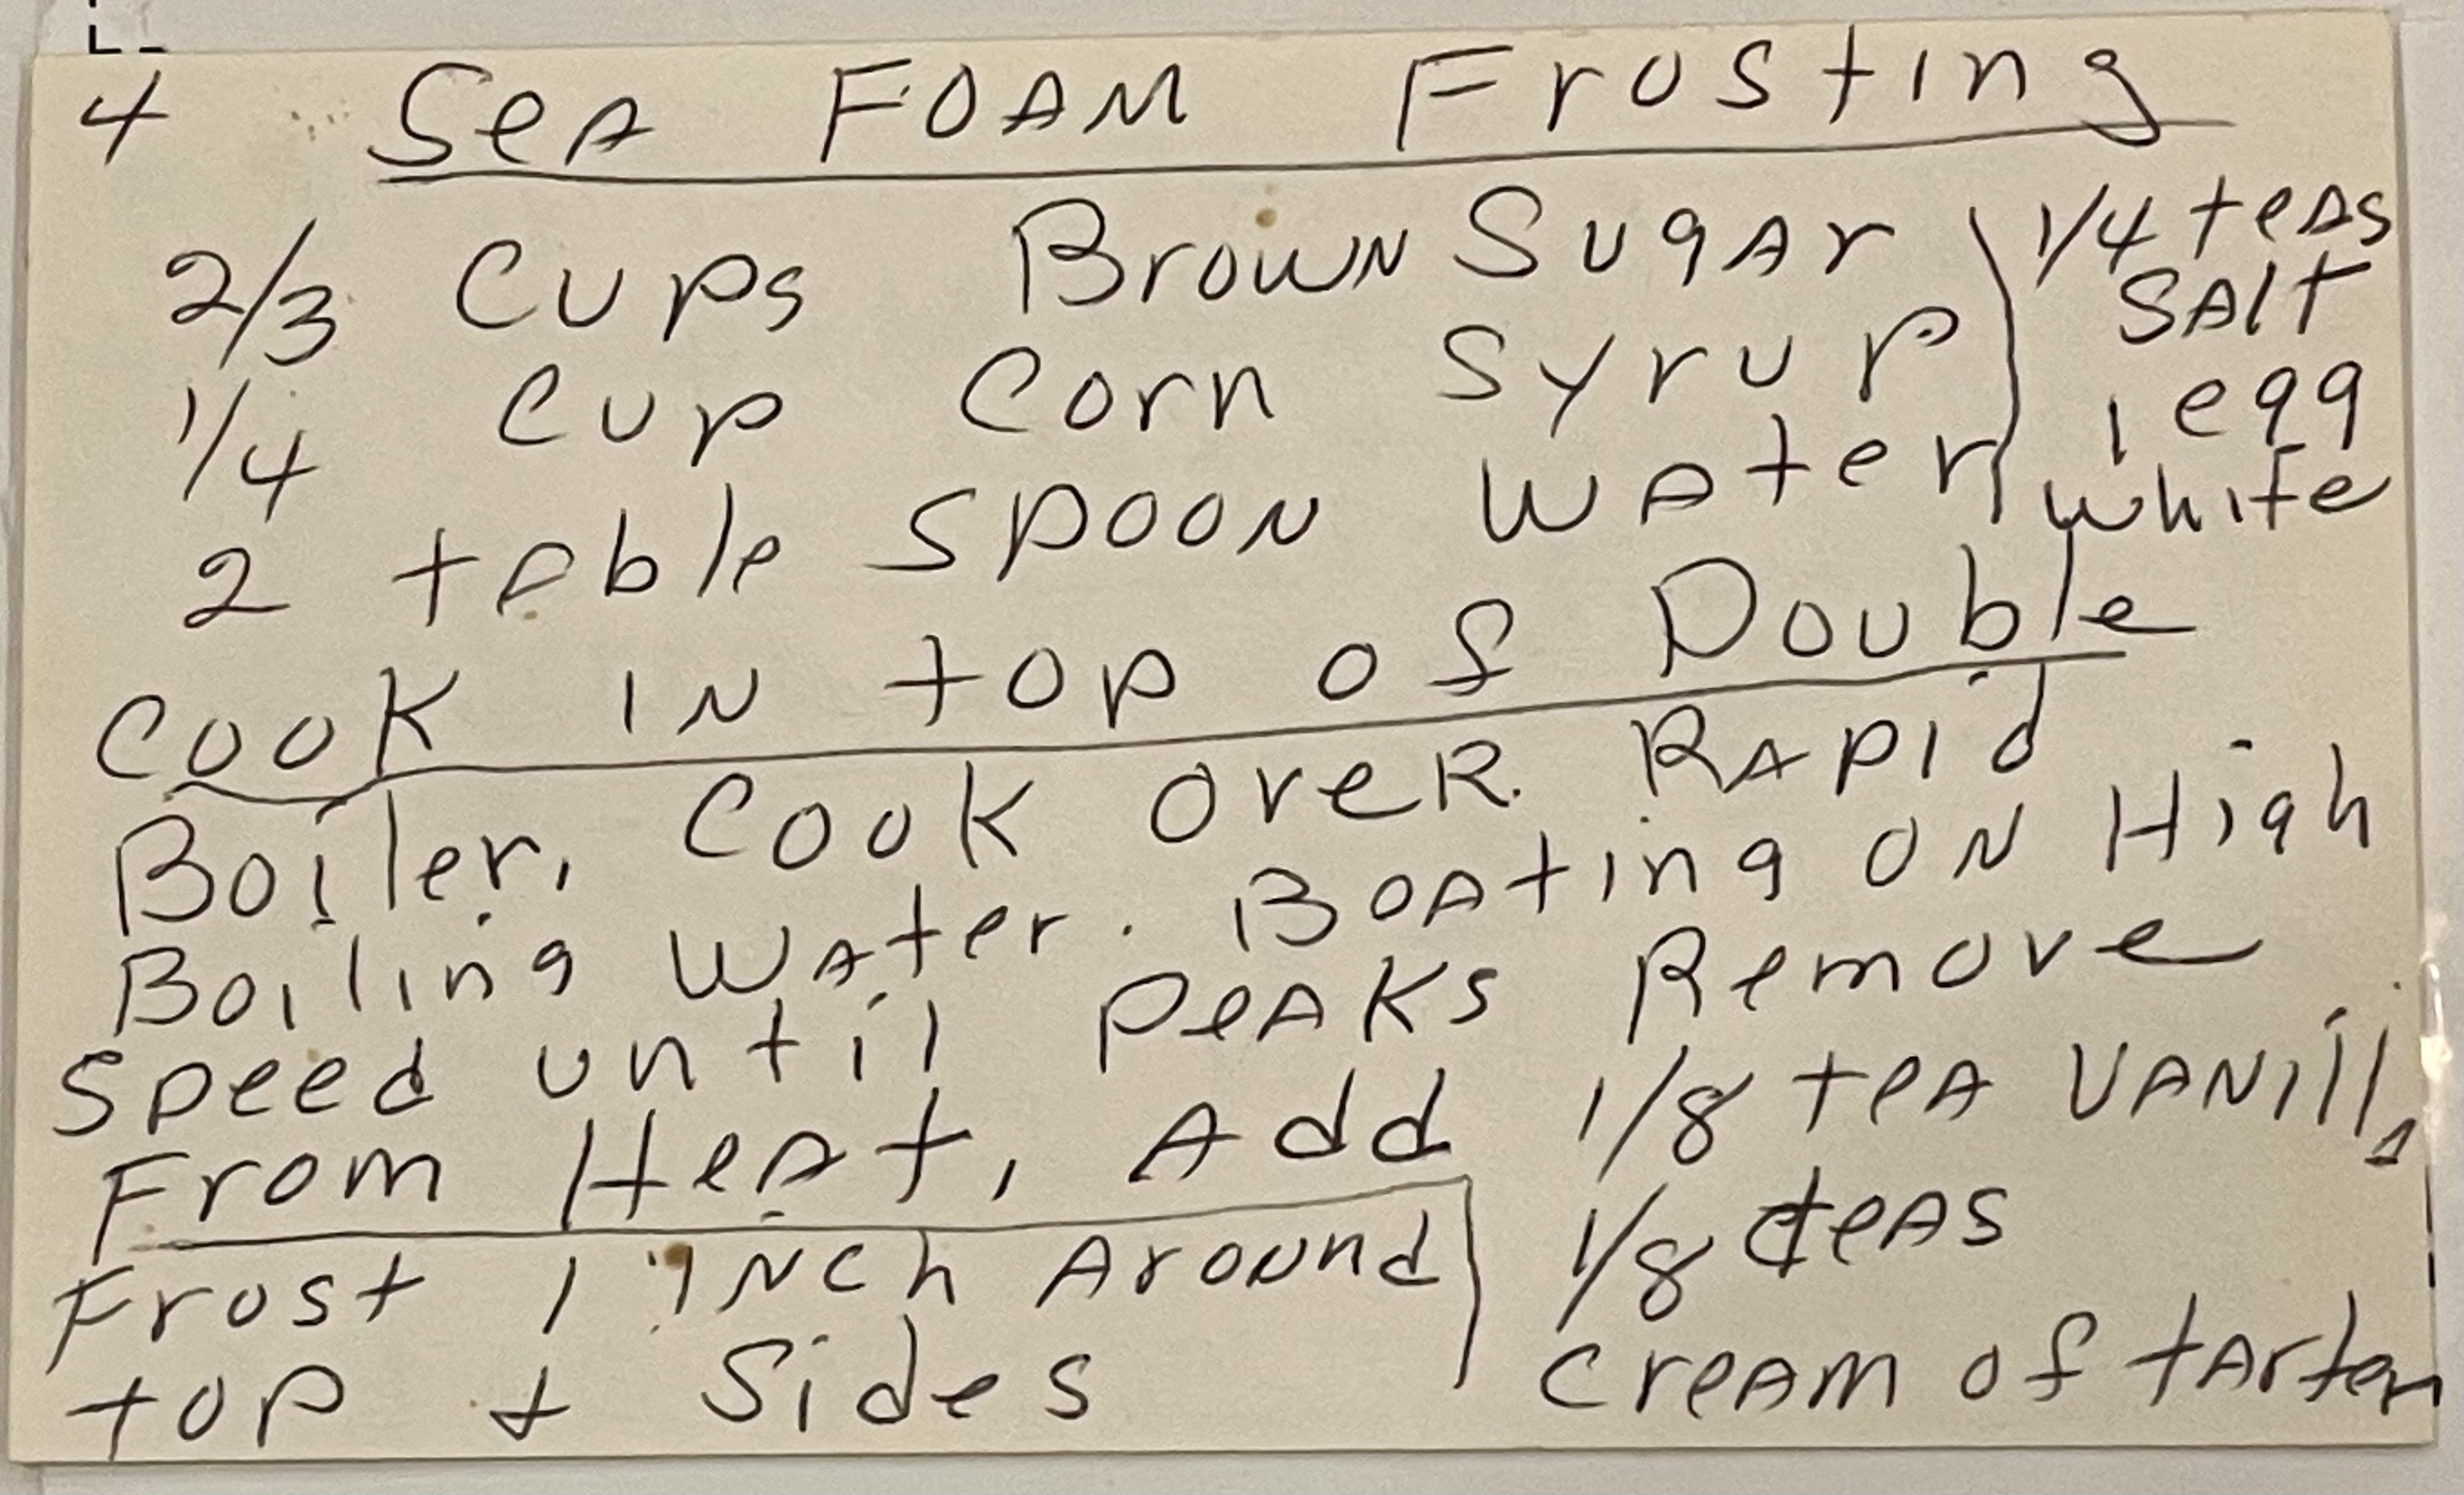 4 Sea Foam Frosting
2/3 Cups Brown Sugar
1/4 Cup Corn Syrup
2 table spoon water
1/4 teas
Salt
1 egg
white
Cook in top of Double
Boiler, Cook over Rapid
Boiling water. Boating on High
Speed until peaks Remove
From Heat, Add 1/8 tea Vanilla
1/8 teas
cream of tarter
Frost 1 inch Around
top + Sides